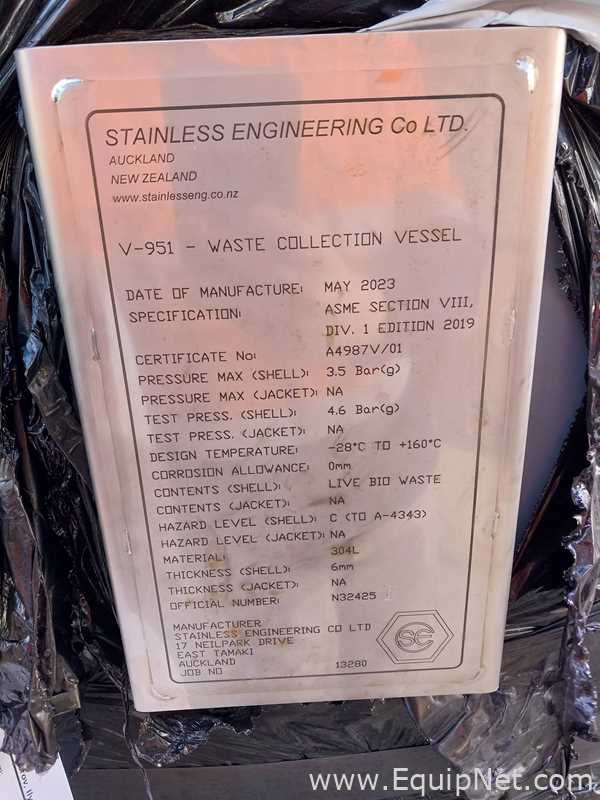 STAINLESS ENGINEERING Co LTD.
AUCKLAND
NEW ZEALAND
www.stainlesseng.co.nz
V-951 - WASTE COLLECTION VESSEL
DATE OF MANUFACTURE: MAY 2023
SPECIFICATION: ASME SECTION VIII,
DIV. 1 EDITION 2019
CERTIFICATE No: A4987V/01
PRESSURE MAX (SHELL): 3.5 Bar(g)
PRESSURE MAX (JACKET): NA
TEST PRESS. (SHELL): 4.6 Bar(g)
TEST PRESS. (JACKET): NA
DESIGN TEMPERATURE: -28°C TO +160°C
CORROSION ALLOWANCE: 0mm
CONTENTS (SHELL): LIVE BIO WASTE
CONTENTS (JACKET): NA
HAZARD LEVEL (SHELL): C (TO A-4343)
HAZARD LEVEL (JACKET): NA
MATERIAL: 304L
THICKNESS (SHELL): 6mm
THICKNESS (JACKET): NA
OFFICIAL NUMBER: N32425
MANUFACTURER
STAINLESS ENGINEERING CO LTD
17 NEILPARK DRIVE
EAST TAMAKI
AUCKLAND
JOB NO 13280
SE
www.EquipNet.com